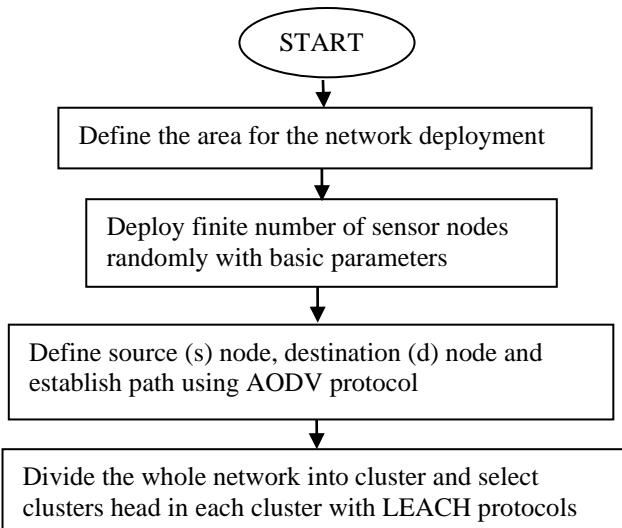 START
Define the area for the network deployment
Deploy finite number of sensor nodes
randomly with basic parameters
Define source (s) node, destination (d) node and
establish path using AODV protocol
Divide the whole network into cluster and select
clusters head in each cluster with LEACH protocols